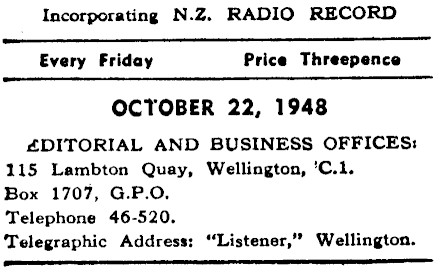 Incorporating N.Z. RADIO RECORD
Every Friday Price Threepence
OCTOBER 22, 1948
EDITORIAL AND BUSINESS OFFICES:
115 Lambton Quay, Wellington, C.1.
Box 1707, G.P.O.
Telephone 46-520.
Telegraphic Address: "Listener," Wellington.